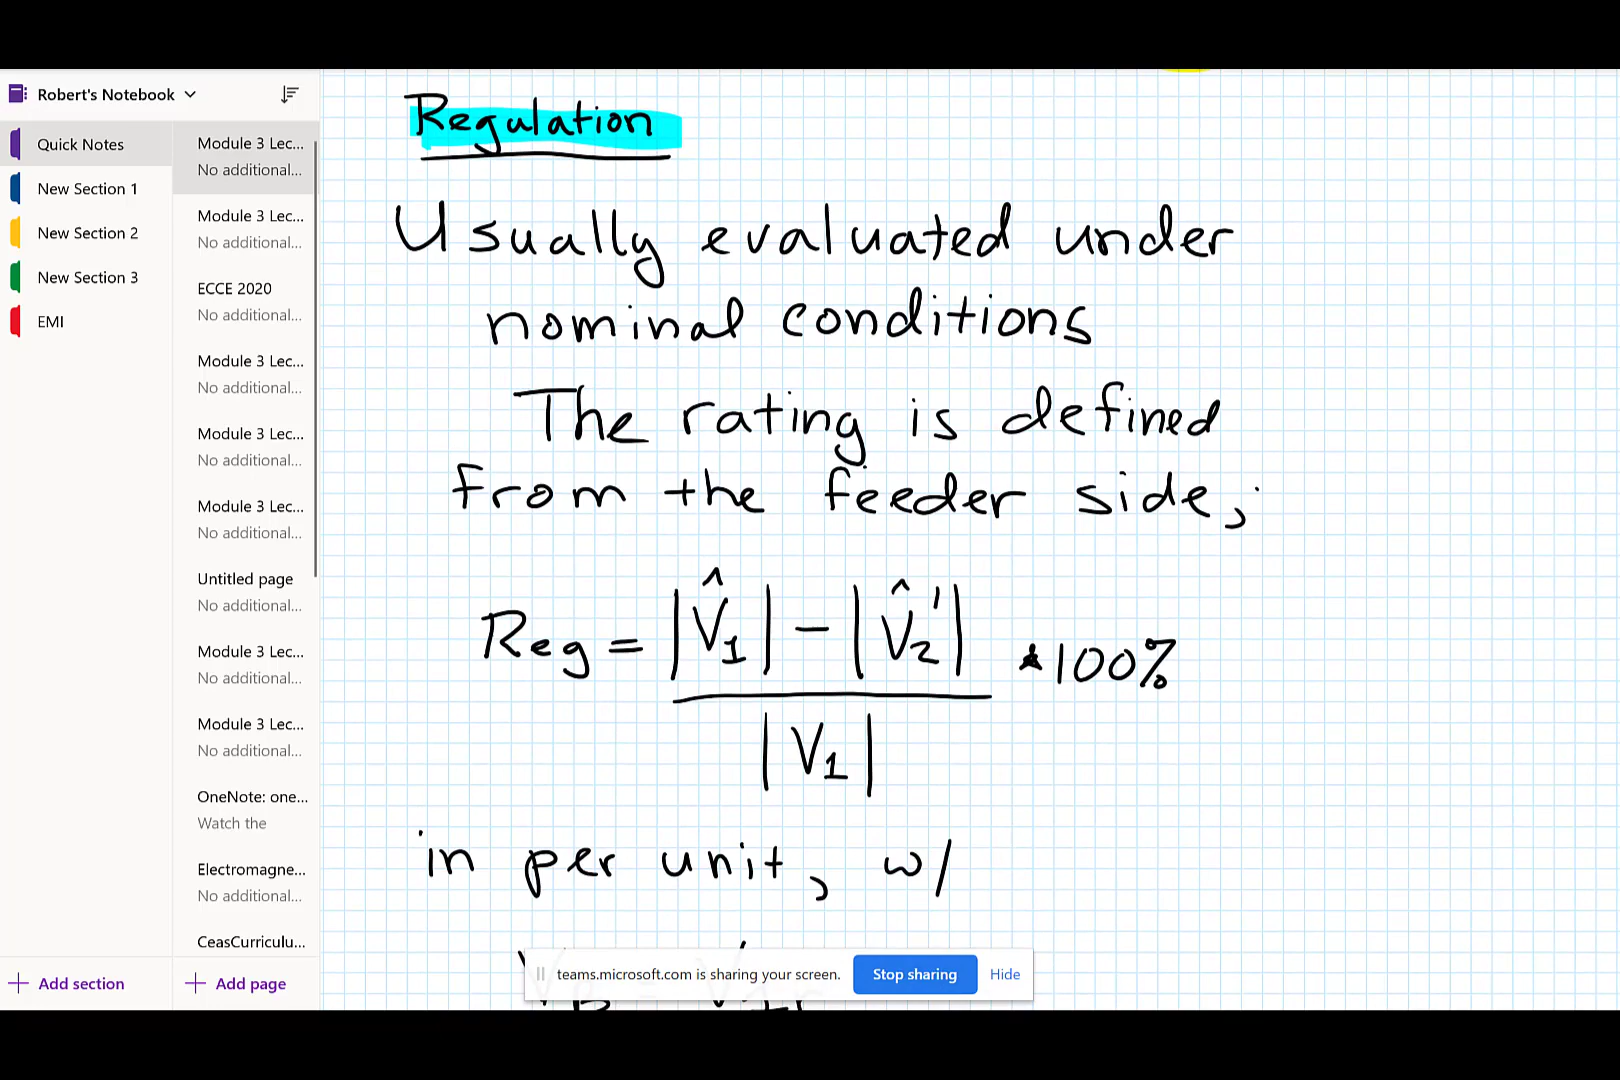 Robert's Notebook
Quick Notes
New Section 1
New Section 2
New Section 3
EMI
Add section
Module 3 Lec...
No additional...
Module 3 Lec...
No additional...
ECCE 2020
No additional...
Module 3 Lec...
No additional...
Module 3 Lec...
No additional...
Module 3 Lec...
No additional...
Untitled page
No additional...
Module 3 Lec...
No additional...
Module 3 Lec...
No additional...
OneNote: one...
Watch the
Electromagne...
No additional...
CeasCurriculu...
Add page
Regulation
Usually evaluated under
nominal conditions
The rating is defined
from the feeder side;
Reg = |V̂₁| - |V̂₂'| * 100%
|V₁|
in per unit, w/
teams.microsoft.com is sharing your screen. Stop sharing Hide